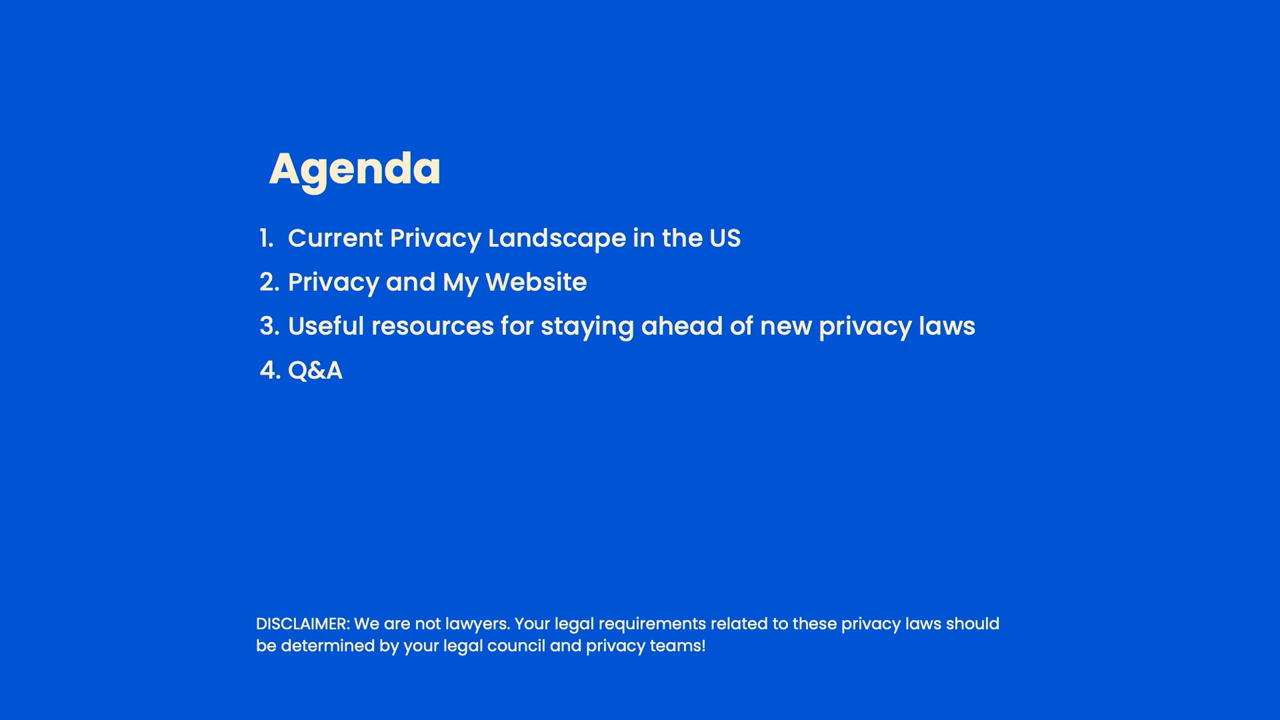 Agenda
1. Current Privacy Landscape in the US
2. Privacy and My Website
3. Useful resources for staying ahead of new privacy laws
4. Q&A
DISCLAIMER: We are not lawyers. Your legal requirements related to these privacy laws should
be determined by your legal council and privacy teams!